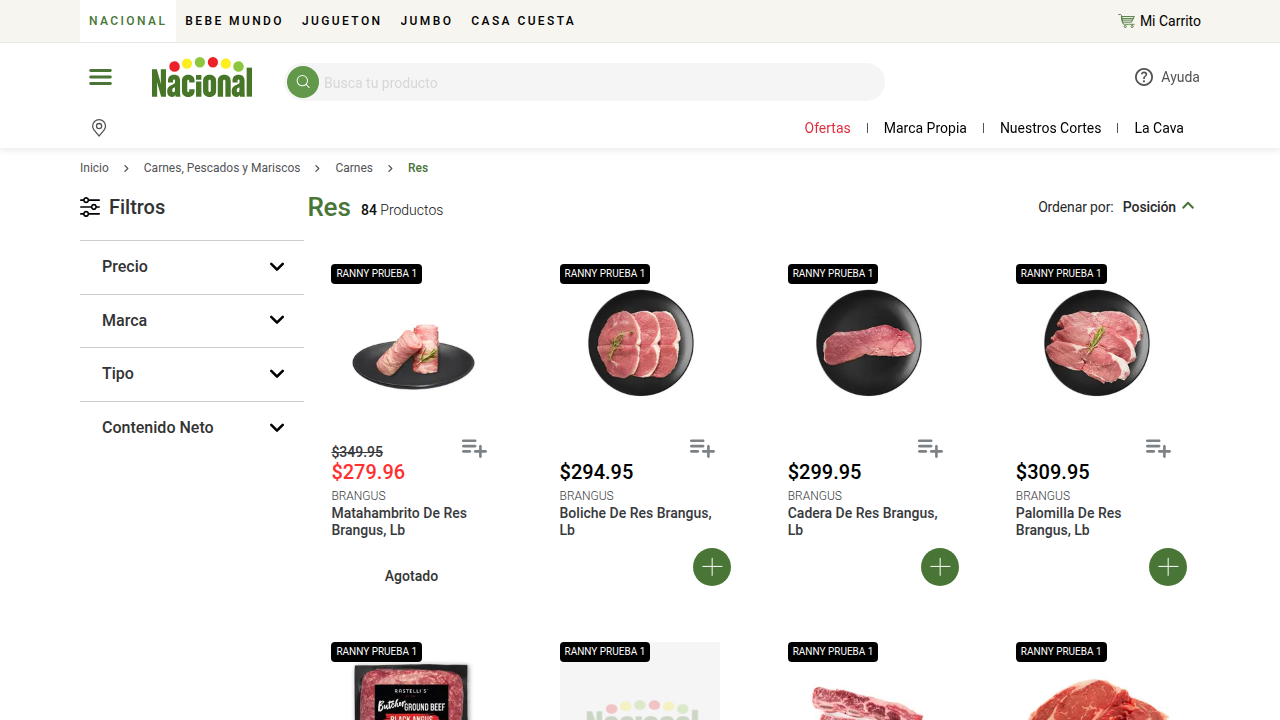 NACIONAL BEBE MUNDO JUGUETON JUMBO CASA CUESTA Mi Carrito
Nacional Busca tu producto Ayuda
Ofertas Marca Propia Nuestros Cortes La Cava
Inicio Carnes, Pescados y Mariscos Carnes Res
Filtros Res 84 Productos Ordenar por: Posición
Precio
Marca
Tipo
Contenido Neto
RANNY PRUEBA 1 RANNY PRUEBA 1 RANNY PRUEBA 1 RANNY PRUEBA 1
$349.95
$279.96 $294.95 $299.95 $309.95
BRANGUS BRANGUS BRANGUS BRANGUS
Matahambrito De Res Boliche De Res Brangus, Cadera De Res Brangus, Palomilla De Res
Brangus, Lb Lb Lb Brangus, Lb
Agotado
RANNY PRUEBA 1 RANNY PRUEBA 1 RANNY PRUEBA 1 RANNY PRUEBA 1
RASTELLI'S
Butcher GROUND BEEF
BLACK ANGUS
Nacional